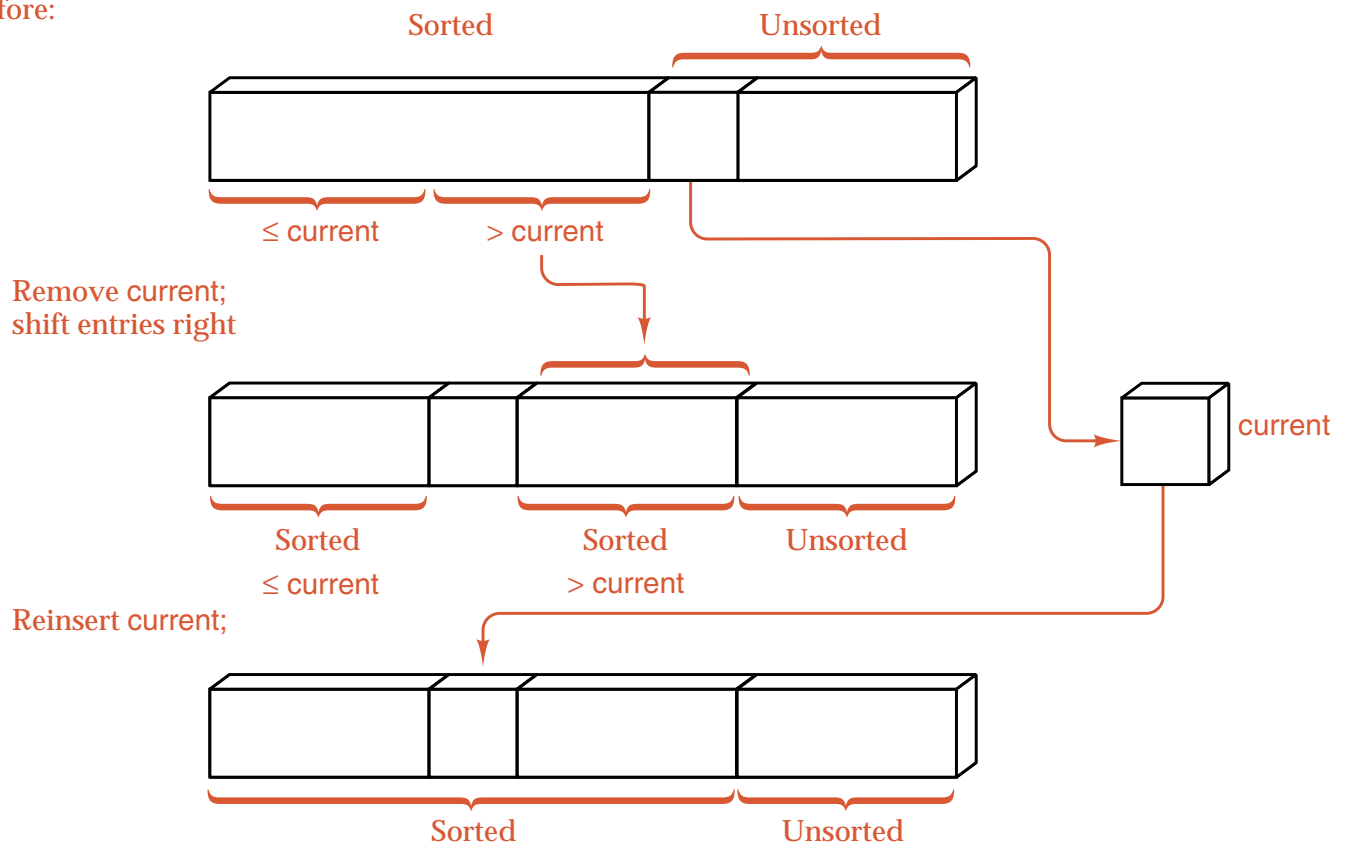 fore:
Sorted
Unsorted
≤ current
> current
Remove current;
shift entries right
current
Sorted
Sorted
Unsorted
≤ current
> current
Reinsert current;
Sorted
Unsorted